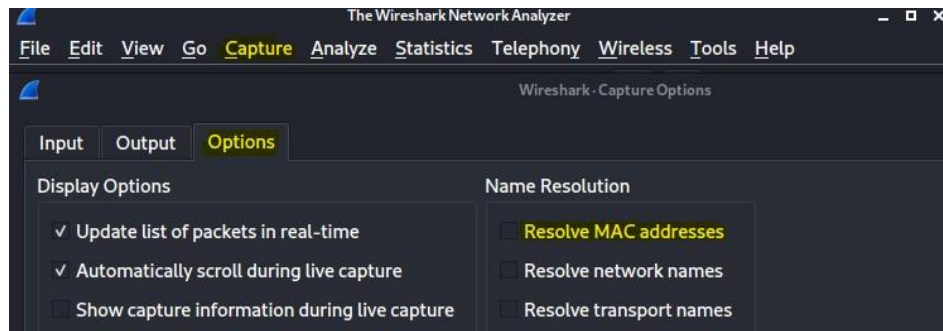 The Wireshark Network Analyzer
File Edit View Go Capture Analyze Statistics Telephony Wireless Tools Help
Wireshark · Capture Options
Input Output Options
Display Options Name Resolution
Update list of packets in real-time Resolve MAC addresses
Automatically scroll during live capture Resolve network names
Show capture information during live capture Resolve transport names